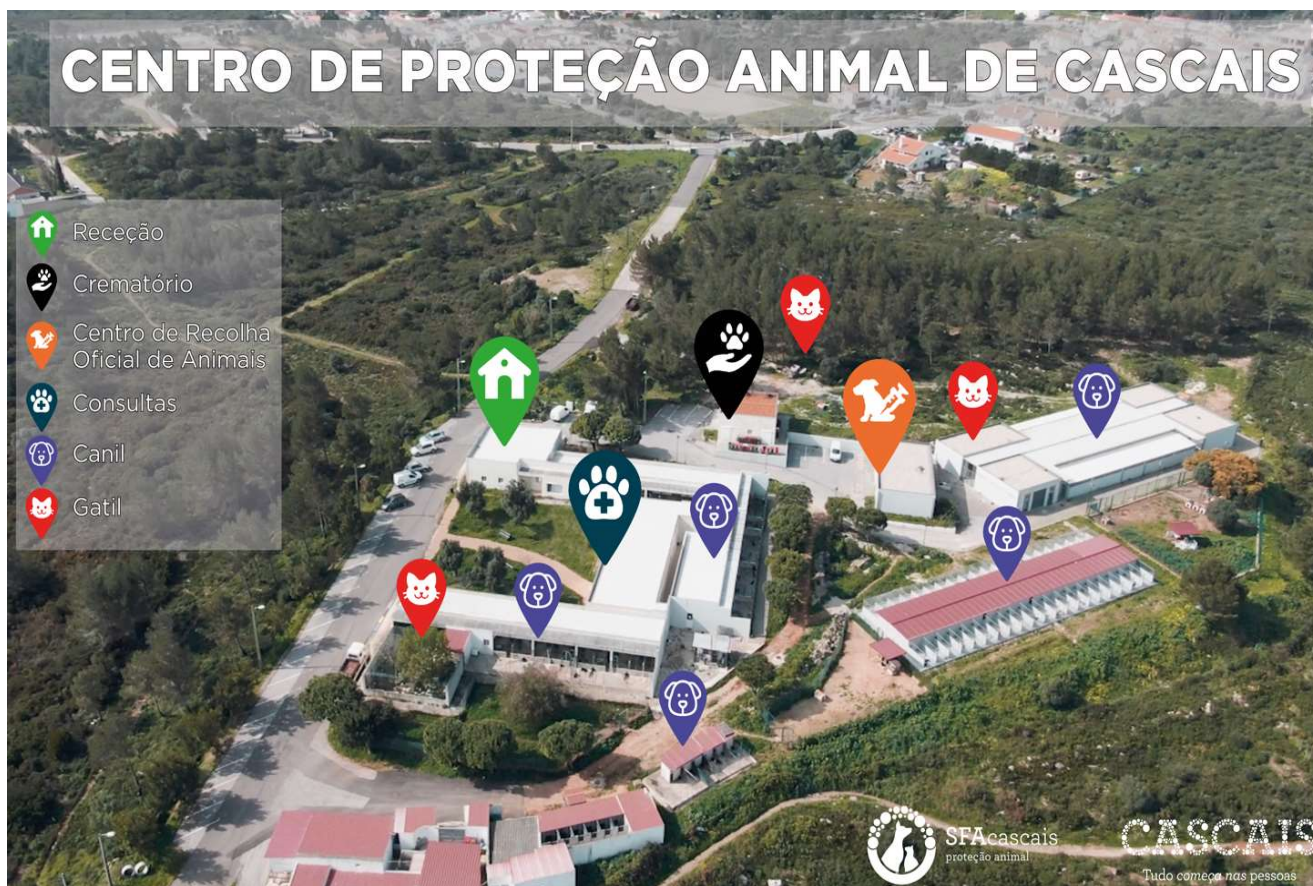 CENTRO DE PROTEÇÃO ANIMAL DE CASCAIS
Receção
Crematório
Centro de Recolha
Oficial de Animais
Consultas
Canil
Gatil
SFAcascais
proteção animal
CASCAIS
Tudo começa nas pessoas